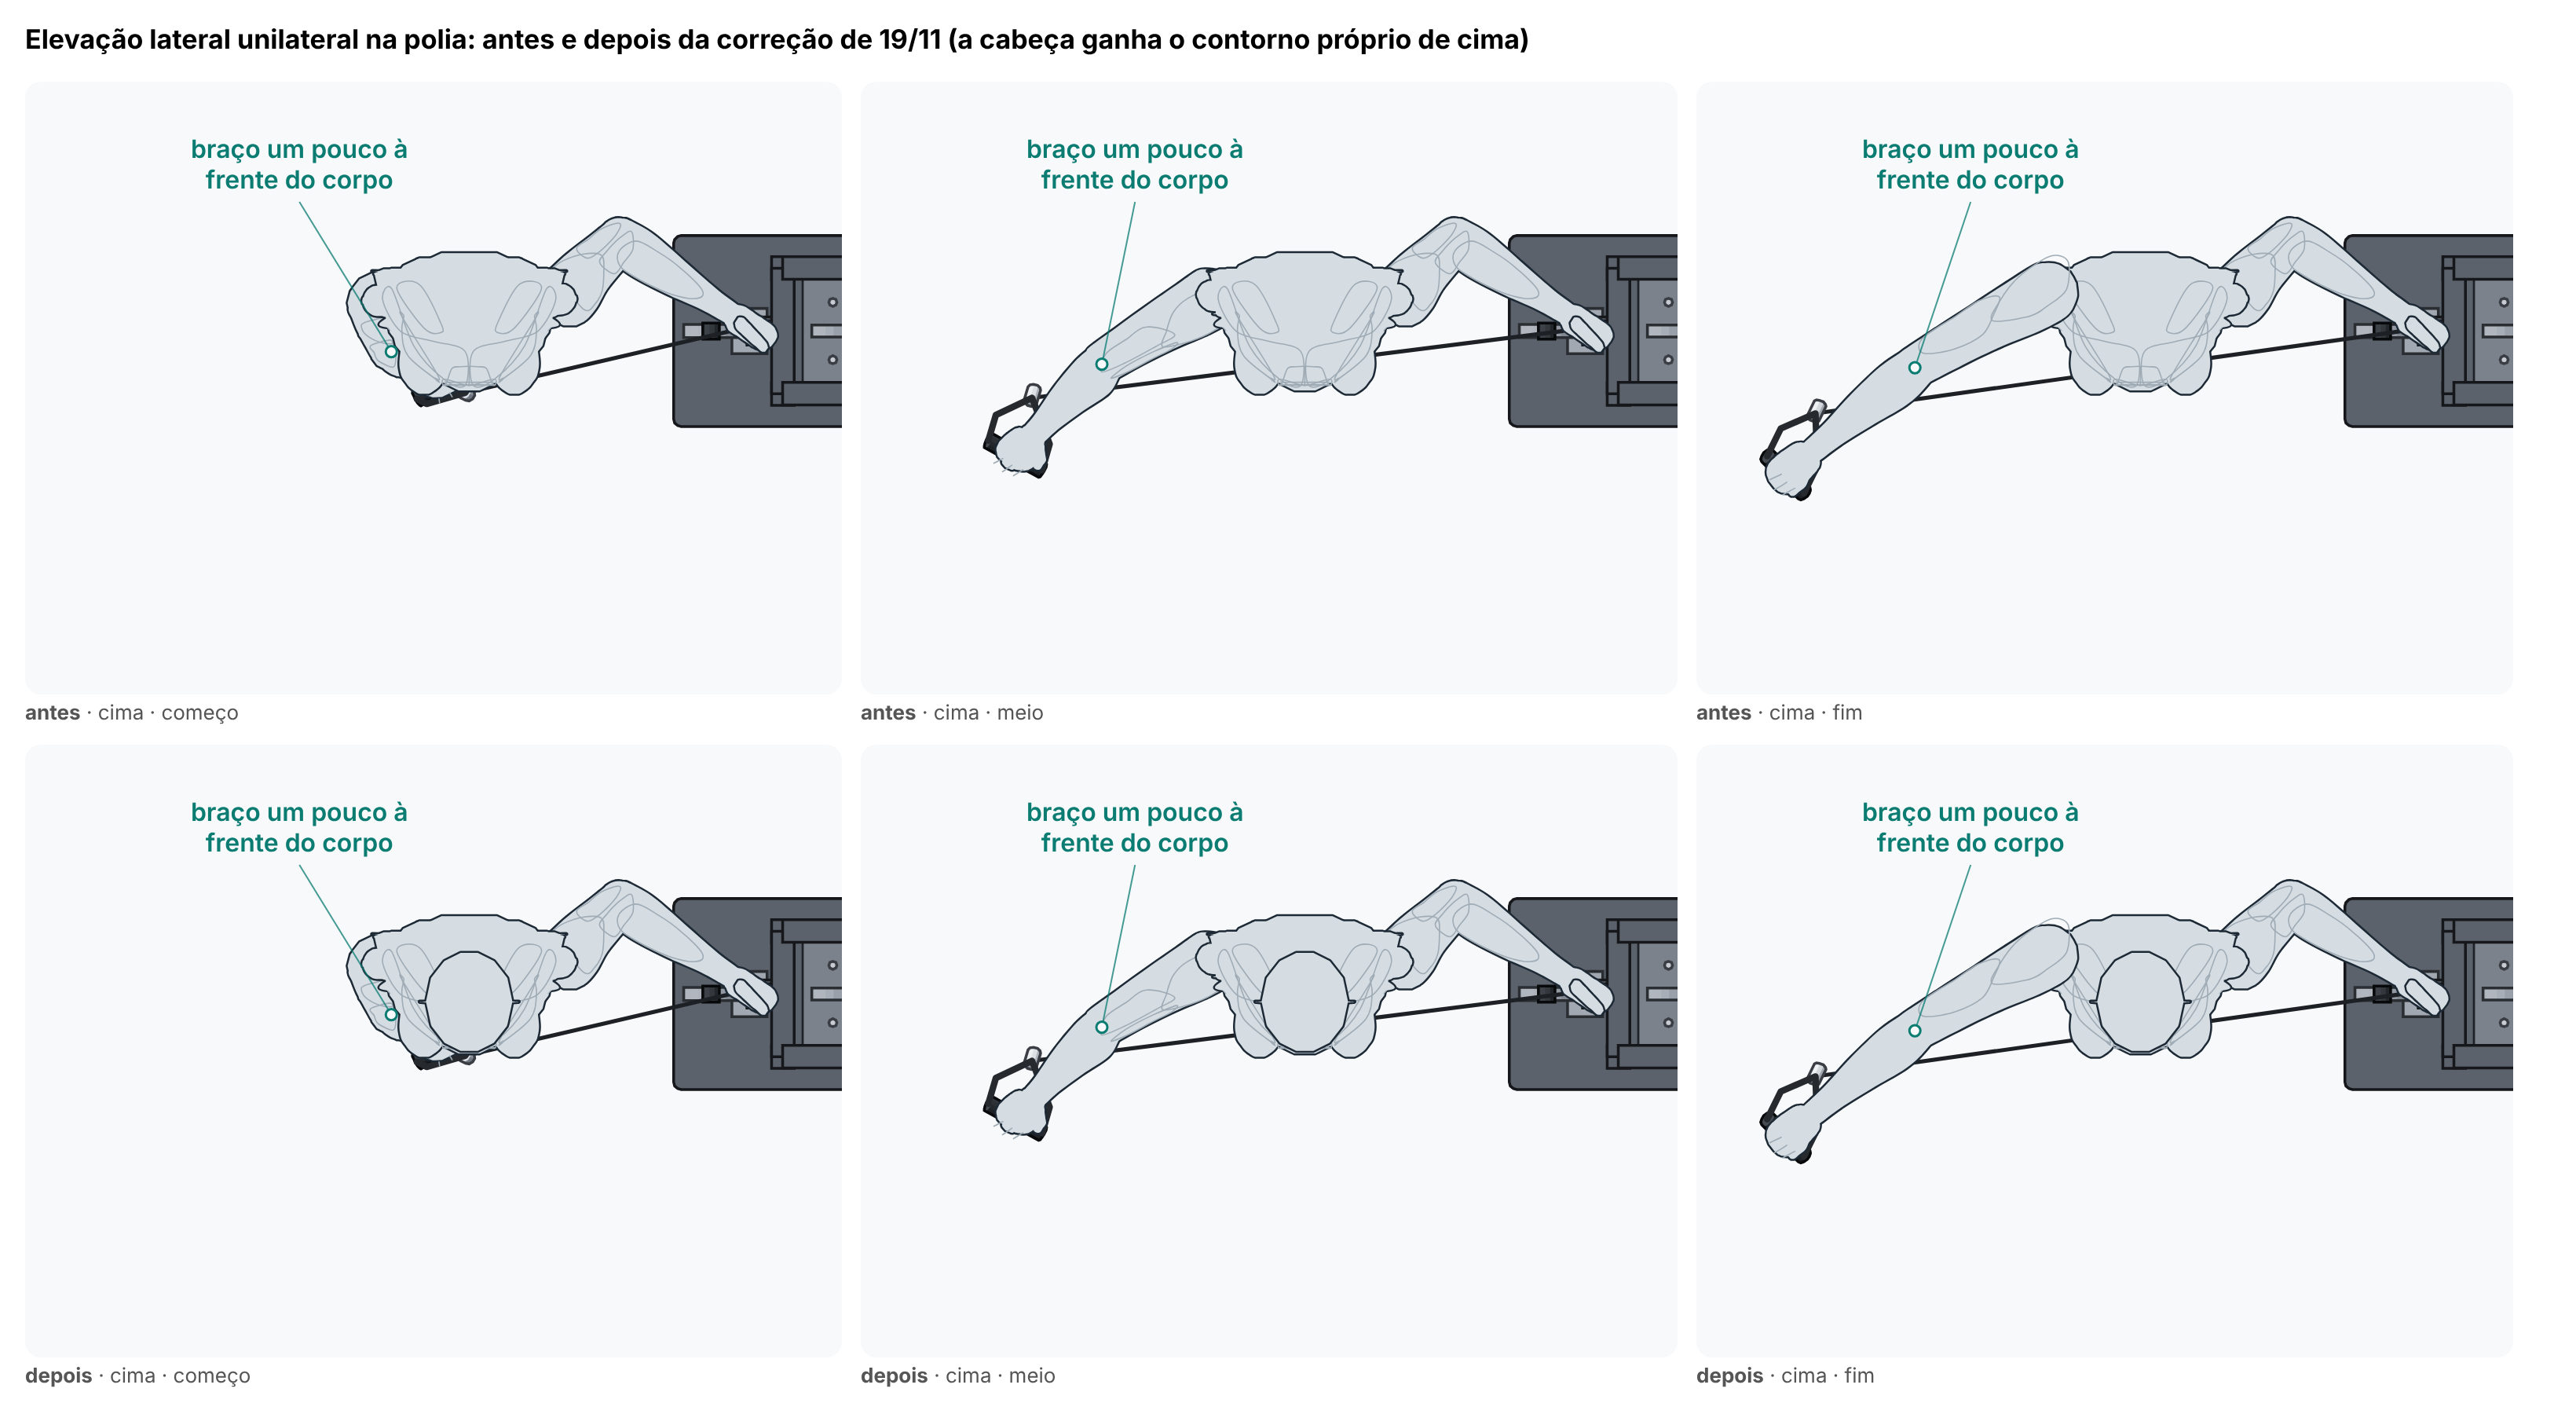 Elevação lateral unilateral na polia: antes e depois da correção de 19/11 (a cabeça ganha o contorno próprio de cima)
braço um pouco à
frente do corpo
braço um pouco à
frente do corpo
braço um pouco à
frente do corpo
antes · cima · começo
antes · cima · meio
antes · cima · fim
braço um pouco à
frente do corpo
braço um pouco à
frente do corpo
braço um pouco à
frente do corpo
depois · cima · começo
depois · cima · meio
depois · cima · fim